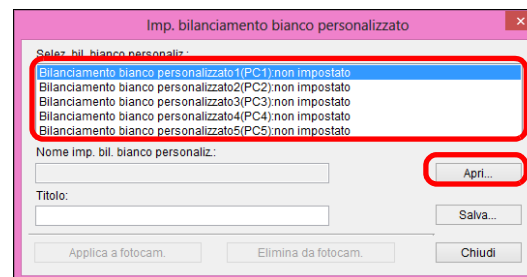 Imp. bilanciamento bianco personalizzato
Selez. bil. bianco personaliz.:
Bilanciamento bianco personalizzato1(PC1):non impostato
Bilanciamento bianco personalizzato2(PC2):non impostato
Bilanciamento bianco personalizzato3(PC3):non impostato
Bilanciamento bianco personalizzato4(PC4):non impostato
Bilanciamento bianco personalizzato5(PC5):non impostato
Nome imp. bil. bianco personaliz.:
Apri...
Titolo:
Salva...
Applica a fotocam. Elimina da fotocam. Chiudi